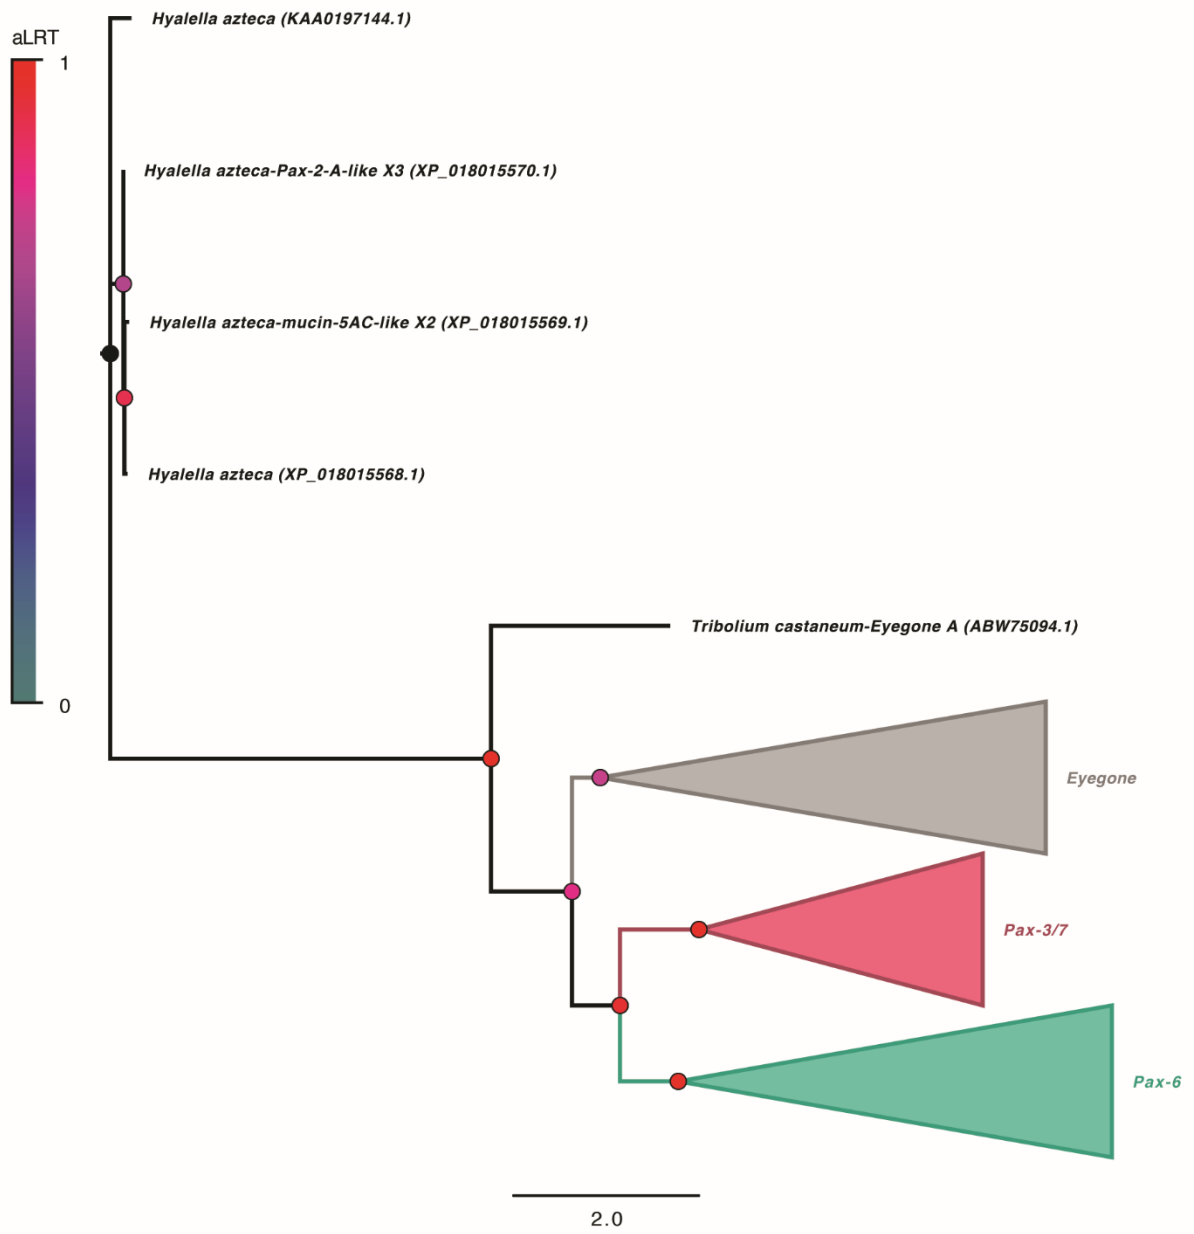 Hyalella azteca (KAA0197144.1)
aLRT
1
Hyalella azteca-Pax-2-A-like X3 (XP_018015570.1)
Hyalella azteca-mucin-5AC-like X2 (XP_018015569.1)
Hyalella azteca (XP_018015568.1)
Tribolium castaneum-Eyegone A (ABW75094.1)
0
Eyegone
Pax-3/7
Pax-6
2.0